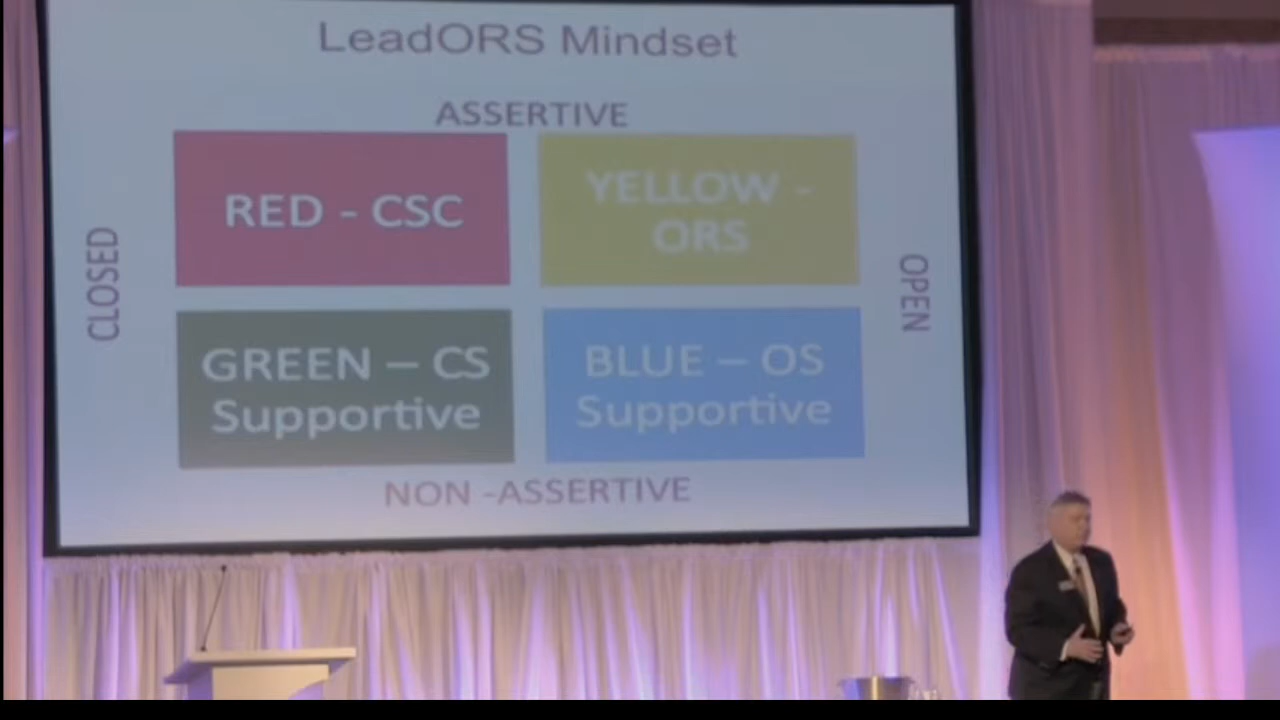 LeadORS Mindset
ASSERTIVE
RED - CSC
YELLOW -
ORS
CLOSED
OPEN
GREEN – CS
Supportive
BLUE – OS
Supportive
NON -ASSERTIVE